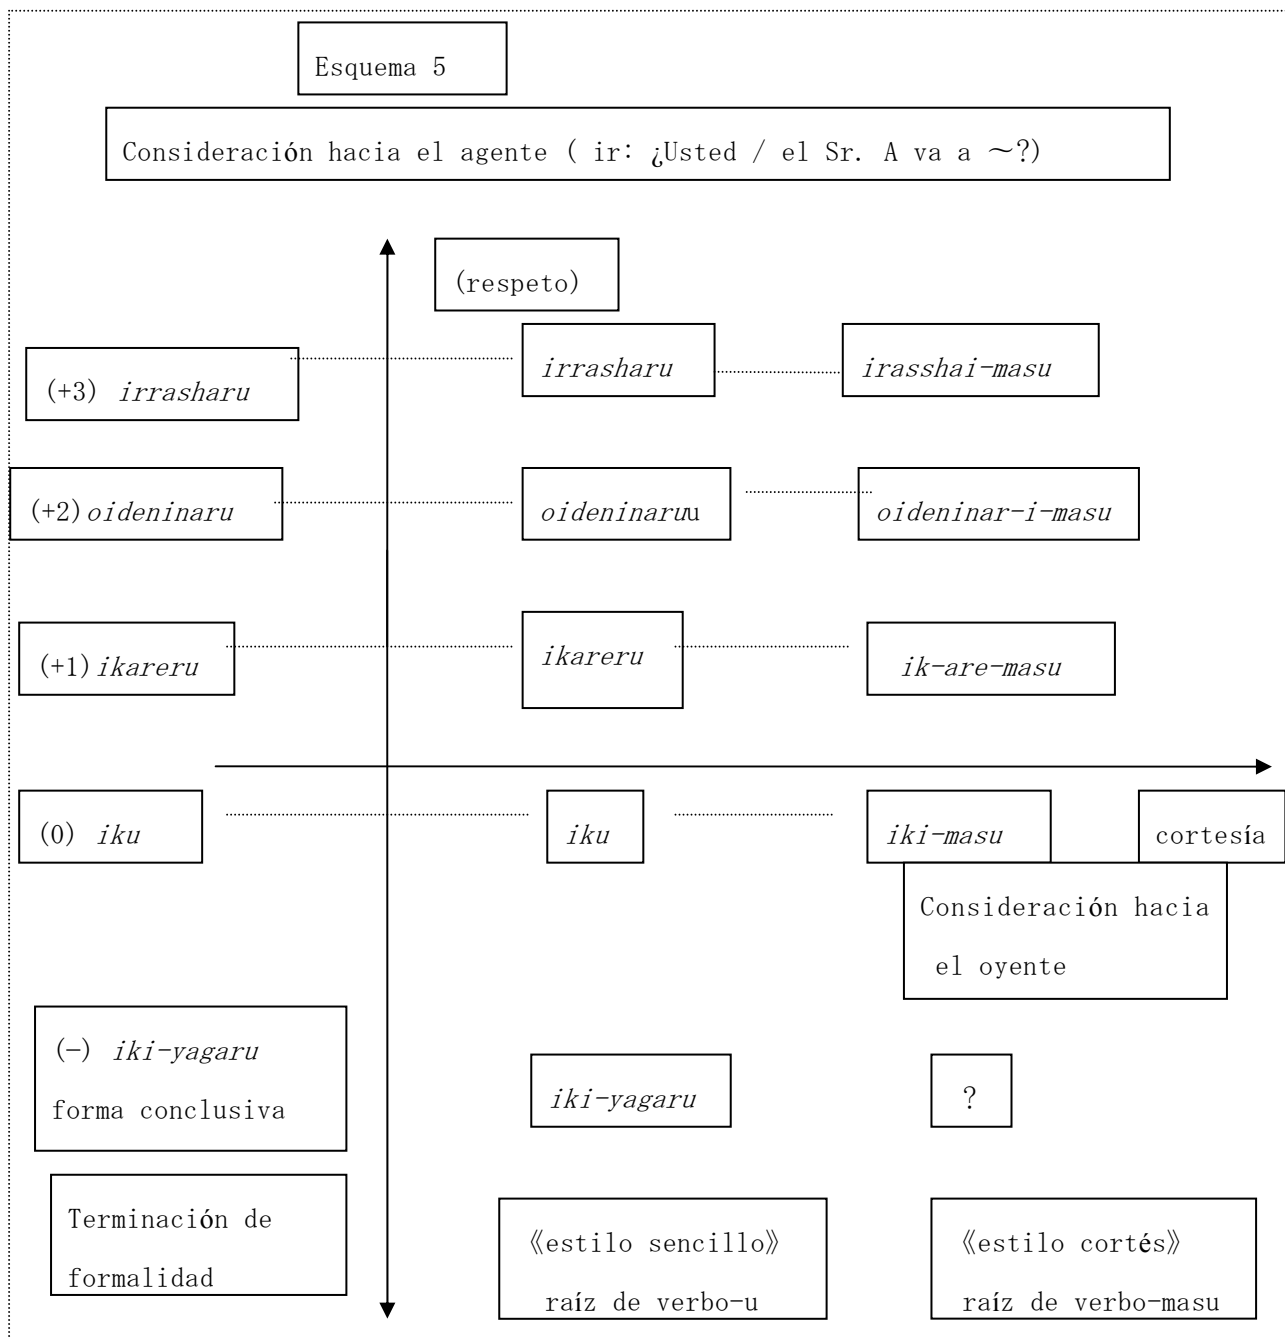 Esquema 5
Consideración hacia el agente ( ir: ¿Usted / el Sr. A va a ～?)
(respeto)
(+3) irrasharu irrasharu irasshai-masu
(+2)oideninaru oideninaruu oideninar-i-masu
(+1)ikareru ikareru ik-are-masu
(0) iku iku iki-masu cortesía
Consideración hacia
el oyente
(-) iki-yagaru
forma conclusiva
iki-yagaru ?
Terminación de
formalidad
《estilo sencillo》
raíz de verbo-u
《estilo cortés》
raíz de verbo-masu